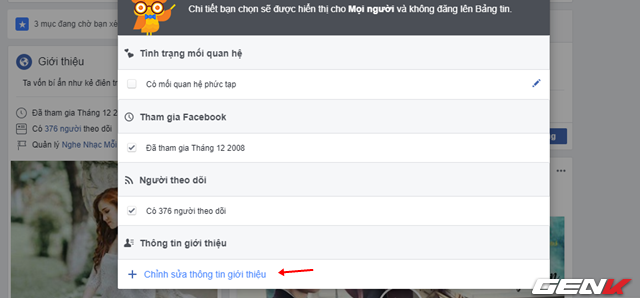 Chi tiết bạn chọn sẽ được hiển thị cho Mọi người và không đăng lên Bảng tin.
3 mục đang chờ bạn xé
Giới thiệu
Ta vốn bí ẩn như kẻ điên tr
Đã tham gia Tháng 12 2008
Có 376 người theo dõi
Quản lý Nghe Nhạc Mỗi
Tình trạng mối quan hệ
Có mối quan hệ phức tạp
Tham gia Facebook
Đã tham gia Tháng 12 2008
Người theo dõi
Có 376 người theo dõi
Thông tin giới thiệu
+ Chỉnh sửa thông tin giới thiệu
ng
GENK